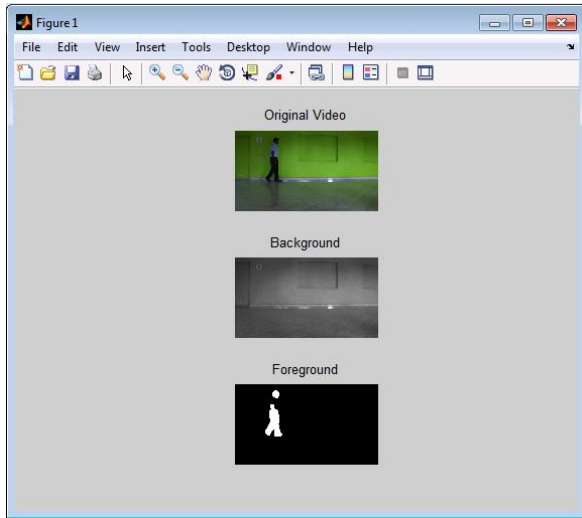 Figure 1
File Edit View Insert Tools Desktop Window Help
Original Video
Background
Foreground